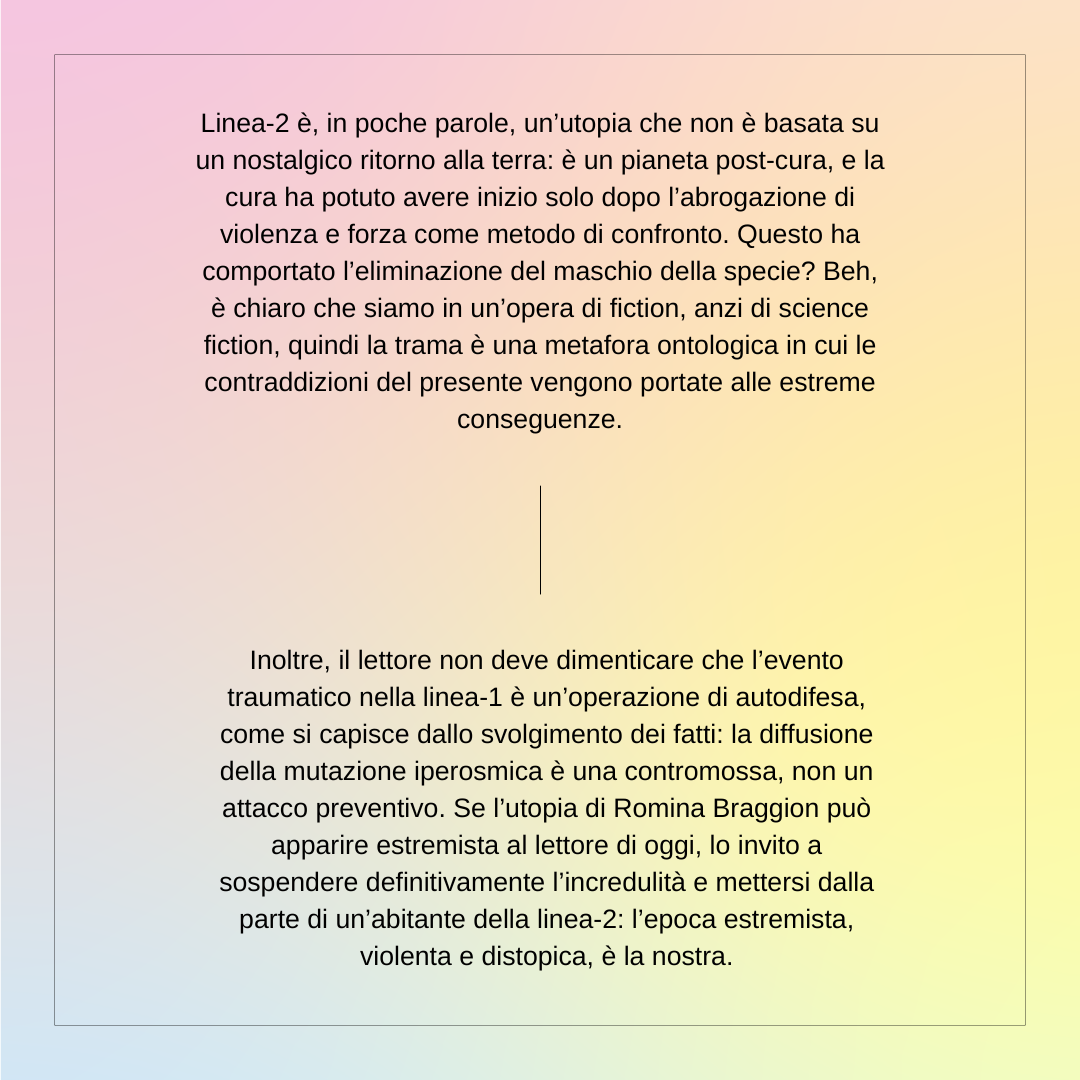 Linea-2 è, in poche parole, un’utopia che non è basata su
un nostalgico ritorno alla terra: è un pianeta post-cura, e la
cura ha potuto avere inizio solo dopo l’abrogazione di
violenza e forza come metodo di confronto. Questo ha
comportato l’eliminazione del maschio della specie? Beh,
è chiaro che siamo in un’opera di fiction, anzi di science
fiction, quindi la trama è una metafora ontologica in cui le
contraddizioni del presente vengono portate alle estreme
conseguenze.
Inoltre, il lettore non deve dimenticare che l’evento
traumatico nella linea-1 è un’operazione di autodifesa,
come si capisce dallo svolgimento dei fatti: la diffusione
della mutazione iperosmica è una contromossa, non un
attacco preventivo. Se l’utopia di Romina Braggion può
apparire estremista al lettore di oggi, lo invito a
sospendere definitivamente l’incredulità e mettersi dalla
parte di un’abitante della linea-2: l’epoca estremista,
violenta e distopica, è la nostra.